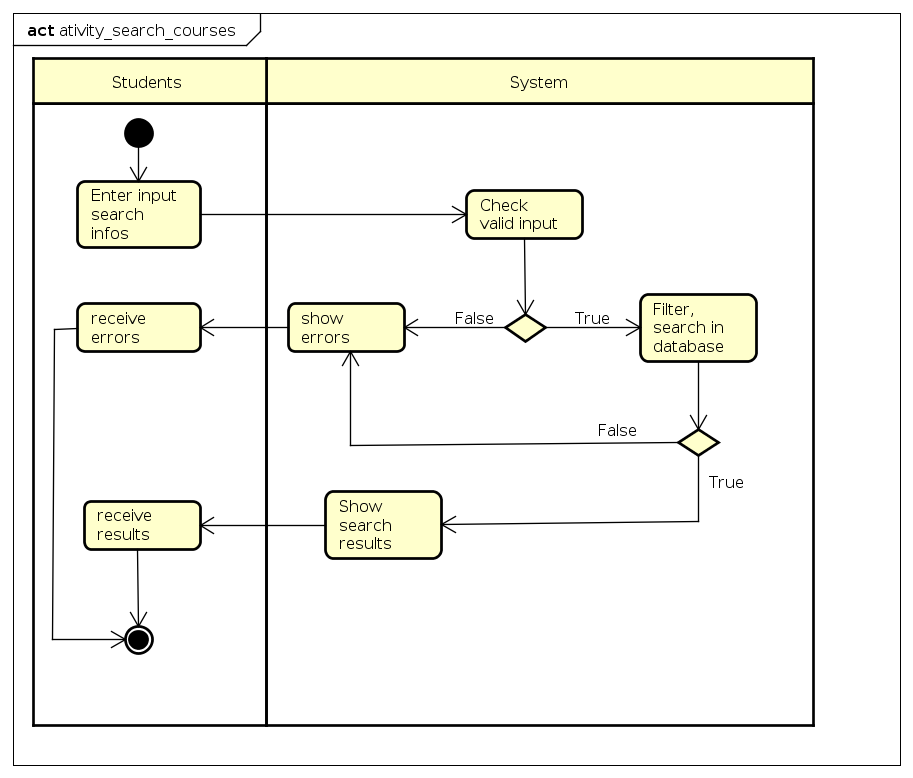 act ativity_search_courses
Students
System
Enter input
search
infos
Check
valid input
receive
errors
show
errors
False
True
Filter,
search in
database
False
True
receive
results
Show
search
results